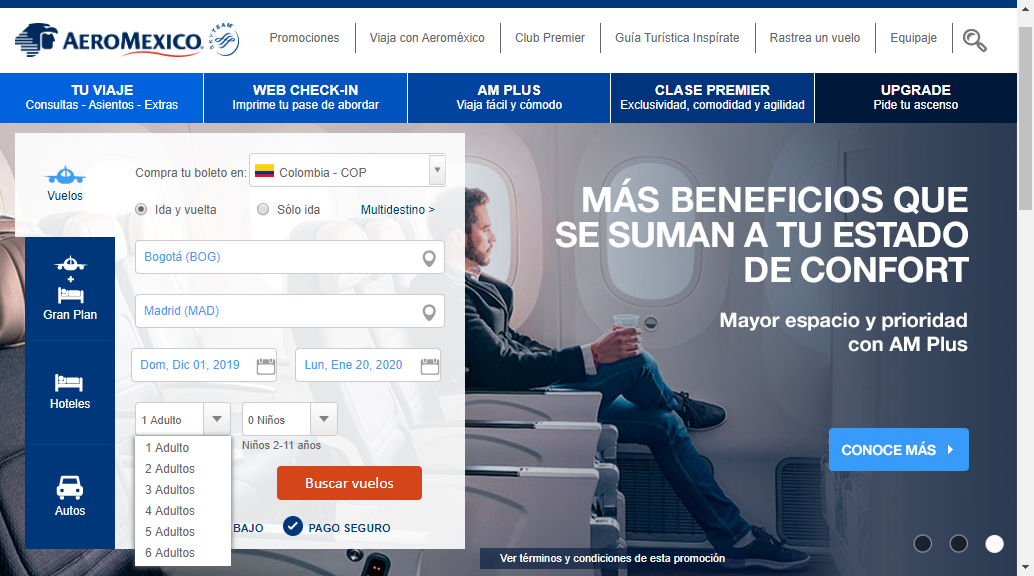 AEROMEXICO
SKYTEAM
Promociones
Viaja con Aeroméxico
Club Premier
Guía Turística Inspírate
Rastrea un vuelo
Equipaje
TU VIAJE
Consultas - Asientos - Extras
WEB CHECK-IN
Imprime tu pase de abordar
AM PLUS
Viaja fácil y cómodo
CLASE PREMIER
Exclusividad, comodidad y agilidad
UPGRADE
Pide tu ascenso
Vuelos
+
Gran Plan
Hoteles
Autos
Compra tu boleto en:
Colombia - COP
Ida y vuelta
Sólo ida
Multidestino >
Bogotá (BOG)
Madrid (MAD)
Dom, Dic 01, 2019
Lun, Ene 20, 2020
1 Adulto
0 Niños
Niños 2-11 años
1 Adulto
2 Adultos
3 Adultos
4 Adultos
5 Adultos
6 Adultos
Buscar vuelos
BAJO
PAGO SEGURO
MÁS BENEFICIOS QUE
SE SUMAN A TU ESTADO
DE CONFORT
Mayor espacio y prioridad
con AM Plus
CONOCE MÁS
Ver términos y condiciones de esta promoción